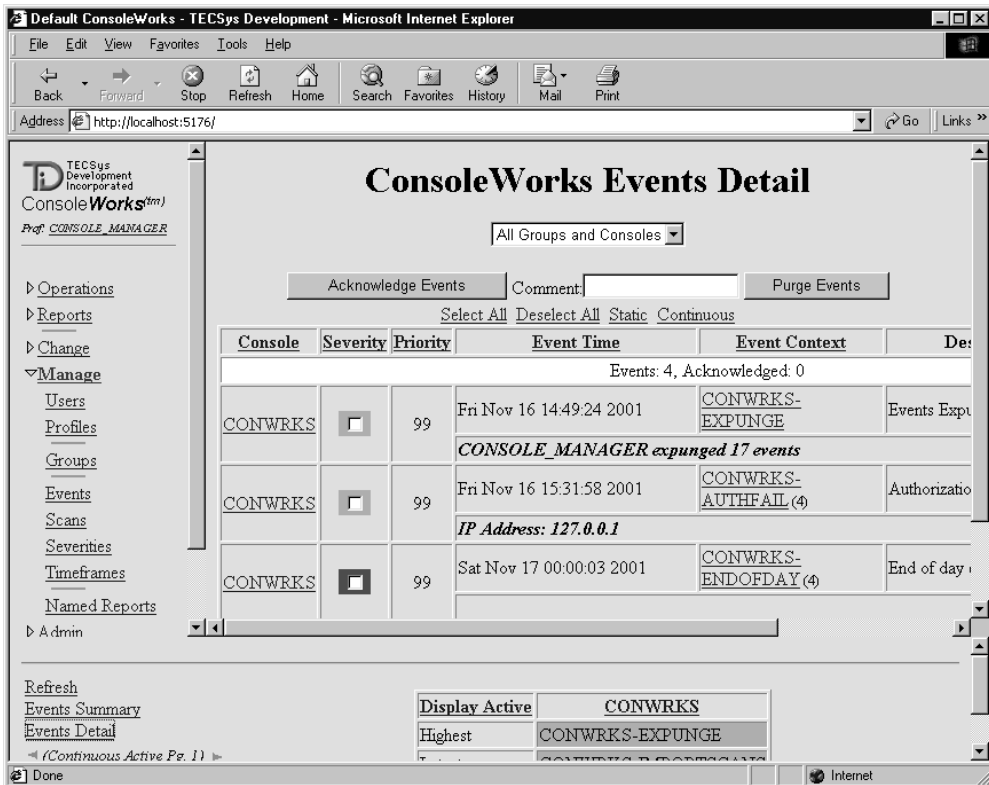 Default ConsoleWorks - TECSys Development - Microsoft Internet Explorer
File Edit View Favorites Tools Help
Back Forward Stop Refresh Home Search Favorites History Mail Print
Address http://localhost:5176/ Go Links »
TECSys
Development
Incorporated
ConsoleWorks(tm)
Prof: CONSOLE_MANAGER
Operations
Reports
Change
Manage
Users
Profiles
Groups
Events
Scans
Severities
Timeframes
Named Reports
Admin
ConsoleWorks Events Detail
All Groups and Consoles
Acknowledge Events Comment: Purge Events
Select All Deselect All Static Continuous
Console Severity Priority Event Time Event Context Des
Events: 4, Acknowledged: 0
CONWRKS 99 Fri Nov 16 14:49:24 2001 CONWRKS-EXPUNGE Events Expu
CONSOLE_MANAGER expunged 17 events
CONWRKS 99 Fri Nov 16 15:31:58 2001 CONWRKS-AUTHFAIL (4) Authorizatio
IP Address: 127.0.0.1
CONWRKS 99 Sat Nov 17 00:00:03 2001 CONWRKS-ENDOFDAY (4) End of day
Refresh
Events Summary
Events Detail
(Continuous Active Pg. 1)
Display Active CONWRKS
Highest CONWRKS-EXPUNGE
Done Internet